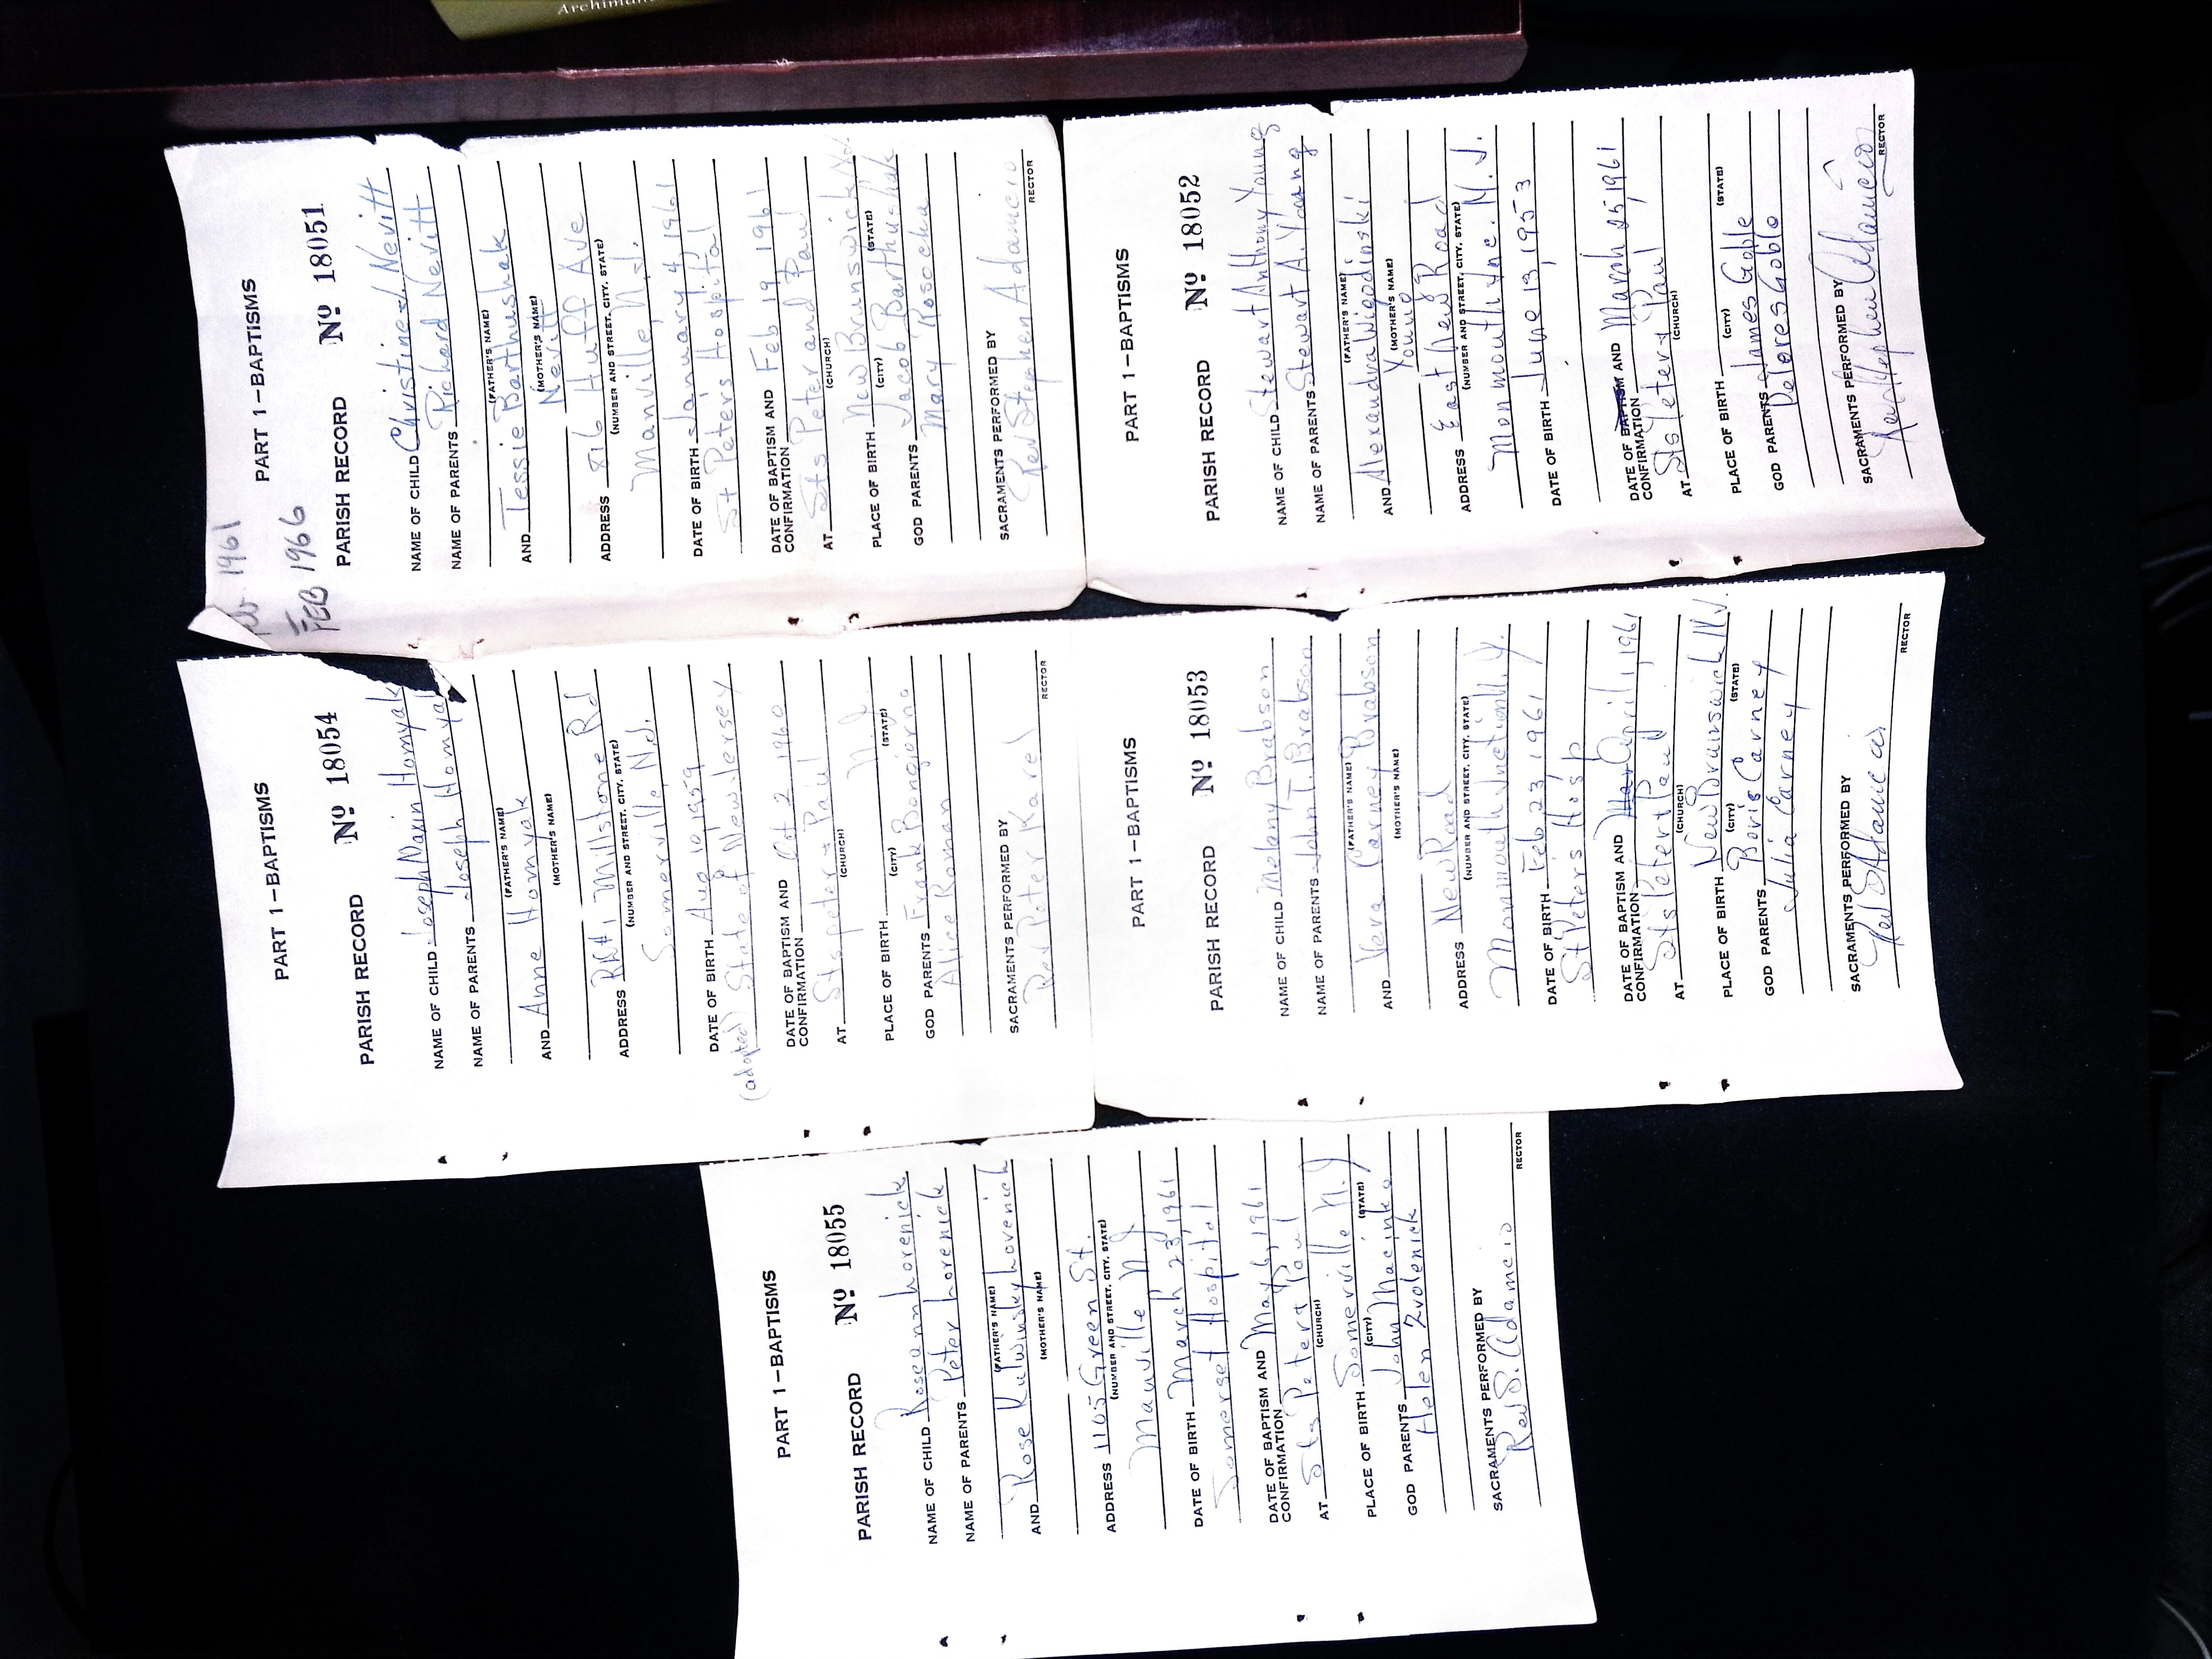 PART 1—BAPTISMS
PARISH RECORD Nº 18055
NAME OF CHILD Roseann Lorenick
NAME OF PARENTS Peter Lorenick
(FATHER'S NAME)
AND Rose Kulwinsky Lorenick
(MOTHER'S NAME)
ADDRESS 1105 Green St.
(NUMBER AND STREET, CITY, STATE)
Manville, N.J.
DATE OF BIRTH March 23, 1961
Somerset Hospital
DATE OF BAPTISM AND May 6, 1961
CONFIRMATION
AT Sts Peter + Paul
(CHURCH)
PLACE OF BIRTH Somerville N.J
(CITY) (STATE)
GOD PARENTS John Macinko
Helen Zvolenick
SACRAMENTS PERFORMED BY
Rev S. Adamcio
RECTOR
PART 1—BAPTISMS
PARISH RECORD Nº 18054
NAME OF CHILD Joseph Maxin Homyak
NAME OF PARENTS Joseph Homyak
(FATHER'S NAME)
AND Anne Homyak
(MOTHER'S NAME)
ADDRESS RD#1 Millstone Rd
(NUMBER AND STREET, CITY, STATE)
Somerville, N.J.
DATE OF BIRTH Aug 10, 1959
(adopted) State of New Jersey
DATE OF BAPTISM AND Oct 2 1960
CONFIRMATION
AT Sts peter + Paul
(CHURCH)
PLACE OF BIRTH N.J.
(CITY) (STATE)
GOD PARENTS Frank Bongiorno
Alice Roman
SACRAMENTS PERFORMED BY
Rev Peter Karel
RECTOR
Feb 1961
—
FEB 1966
PART 1—BAPTISMS
PARISH RECORD Nº 18051
NAME OF CHILD Christine J. Nevitt
NAME OF PARENTS Richard Nevitt
(FATHER'S NAME)
AND Tessie Barthushak
(MOTHER'S NAME)
Nevitt
ADDRESS 816 Huff Ave
(NUMBER AND STREET, CITY, STATE)
Manville, N.J.
DATE OF BIRTH January 4, 1961
St Peter's Hospital
DATE OF BAPTISM AND Feb 19, 1961
CONFIRMATION
AT Sts Peter and Paul
(CHURCH)
PLACE OF BIRTH New Brunswick N.J.
(CITY) (STATE)
GOD PARENTS Jacob Barthushak
Mary Kosocka
SACRAMENTS PERFORMED BY
Rev Stephen Adamcio
RECTOR
PART 1—BAPTISMS
PARISH RECORD Nº 18053
NAME OF CHILD Melany Brabson
NAME OF PARENTS John T. Brabson
(FATHER'S NAME)
AND Vera Carney Brabson
(MOTHER'S NAME)
ADDRESS New Road
(NUMBER AND STREET, CITY, STATE)
Monmouth Junction N.J.
DATE OF BIRTH Feb 23, 1961
St Peter's Hosp
DATE OF BAPTISM AND Mar April 1, 1961
CONFIRMATION
AT Sts Peter + Paul
(CHURCH)
PLACE OF BIRTH New Brunswick N.J.
(CITY) (STATE)
GOD PARENTS Boris Carney
Julia Carney
SACRAMENTS PERFORMED BY
Rev S Adamcio
RECTOR
PART 1—BAPTISMS
PARISH RECORD Nº 18052
NAME OF CHILD Stewart Anthony Young
NAME OF PARENTS Stewart A. Young
(FATHER'S NAME)
AND Alexandra Wigodinski
(MOTHER'S NAME)
Young
ADDRESS East New Road
(NUMBER AND STREET, CITY, STATE)
Monmouth Jnc. N.J.
DATE OF BIRTH June 13, 1953
DATE OF BAPTISM AND March 25, 1961
CONFIRMATION
AT Sts Peter + Paul
(CHURCH)
PLACE OF BIRTH
(CITY) (STATE)
GOD PARENTS James Goble
Delores Goble
SACRAMENTS PERFORMED BY
Rev Stephen Adamcio
RECTOR